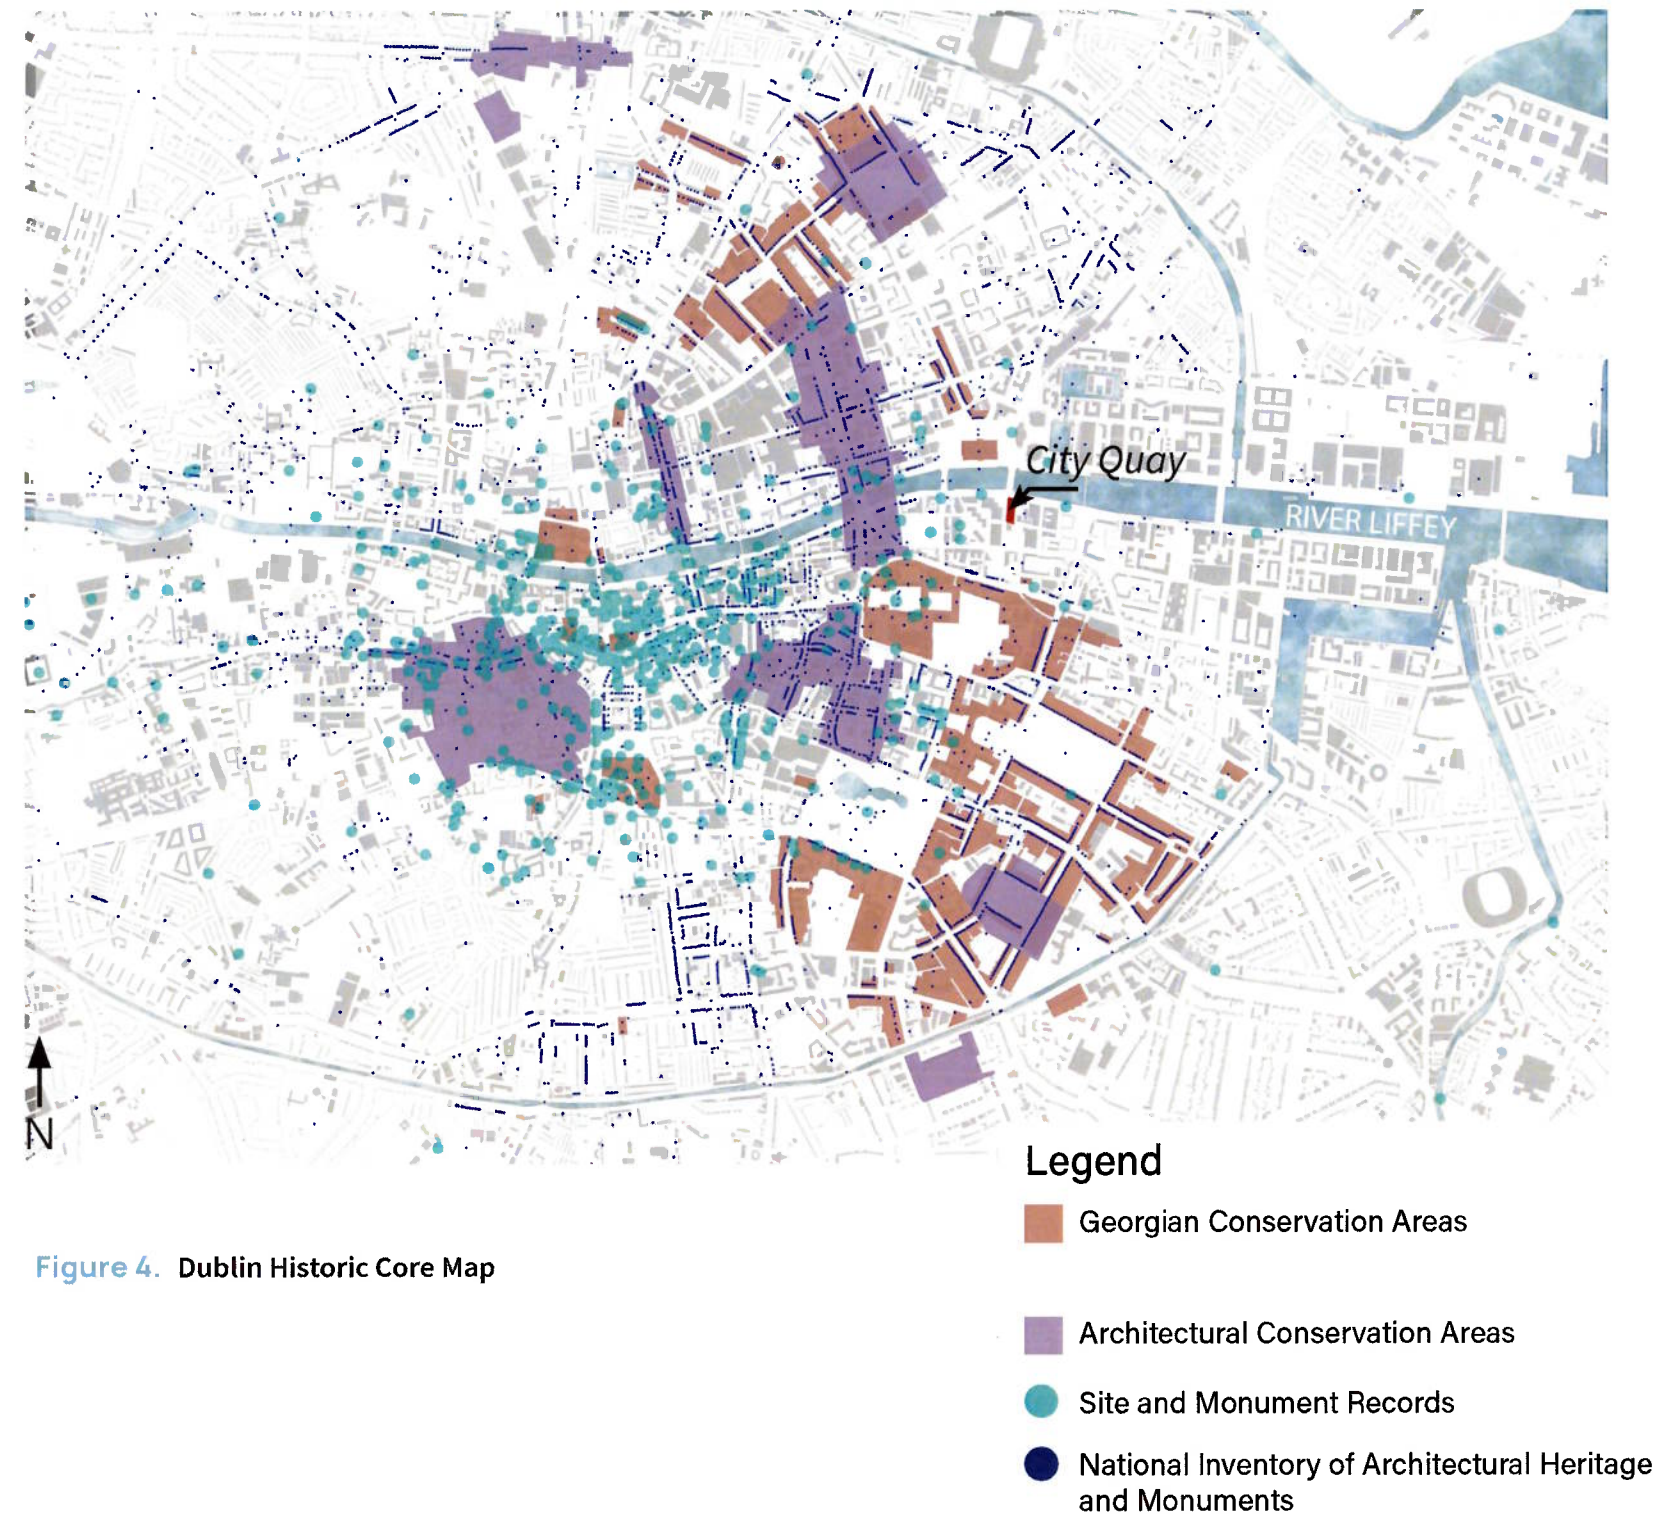 City Quay
RIVER LIFFEY
N
Legend
Georgian Conservation Areas
Figure 4. Dublin Historic Core Map
Architectural Conservation Areas
Site and Monument Records
National Inventory of Architectural Heritage
and Monuments